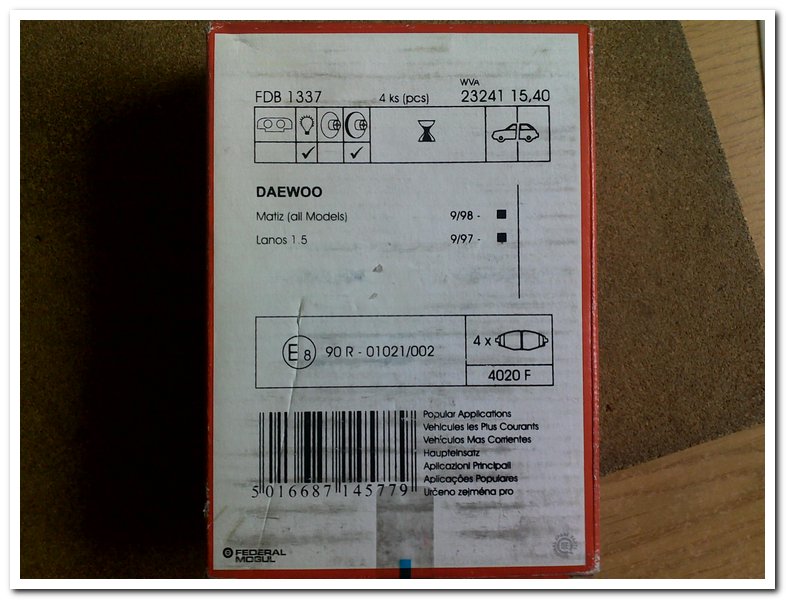 WVA
FDB 1337 4 ks (pcs) 23241 15,40
DAEWOO
Matiz (all Models) 9/98 -
Lanos 1.5 9/97 -
E8 90 R - 01021/002 4 x
4020 F
Popular Applications
Vehicules les Plus Courants
Vehículos Mas Corrientes
Haupteinsatz
Aplicazioni Principali
Aplicações Populares
Určeno zejména pro
5 016687 145779
FEDERAL
MOGUL